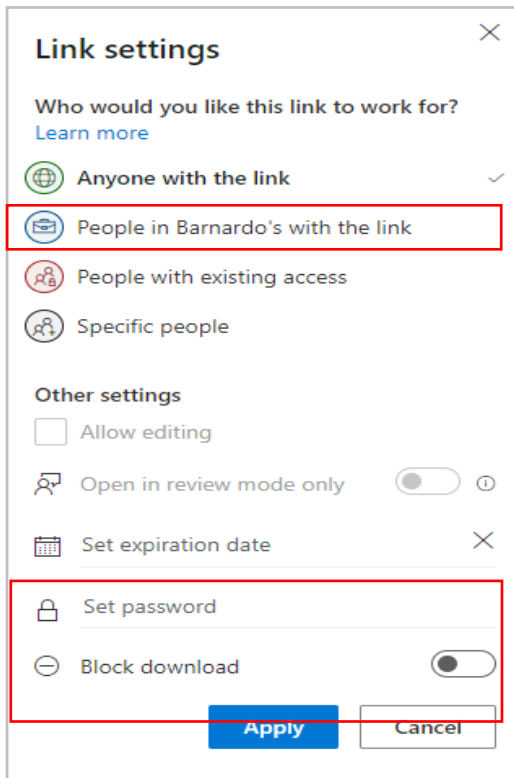 Link settings
Who would you like this link to work for?
Learn more
Anyone with the link
People in Barnardo's with the link
People with existing access
Specific people
Other settings
Allow editing
Open in review mode only
Set expiration date
Set password
Block download
Apply Cancel